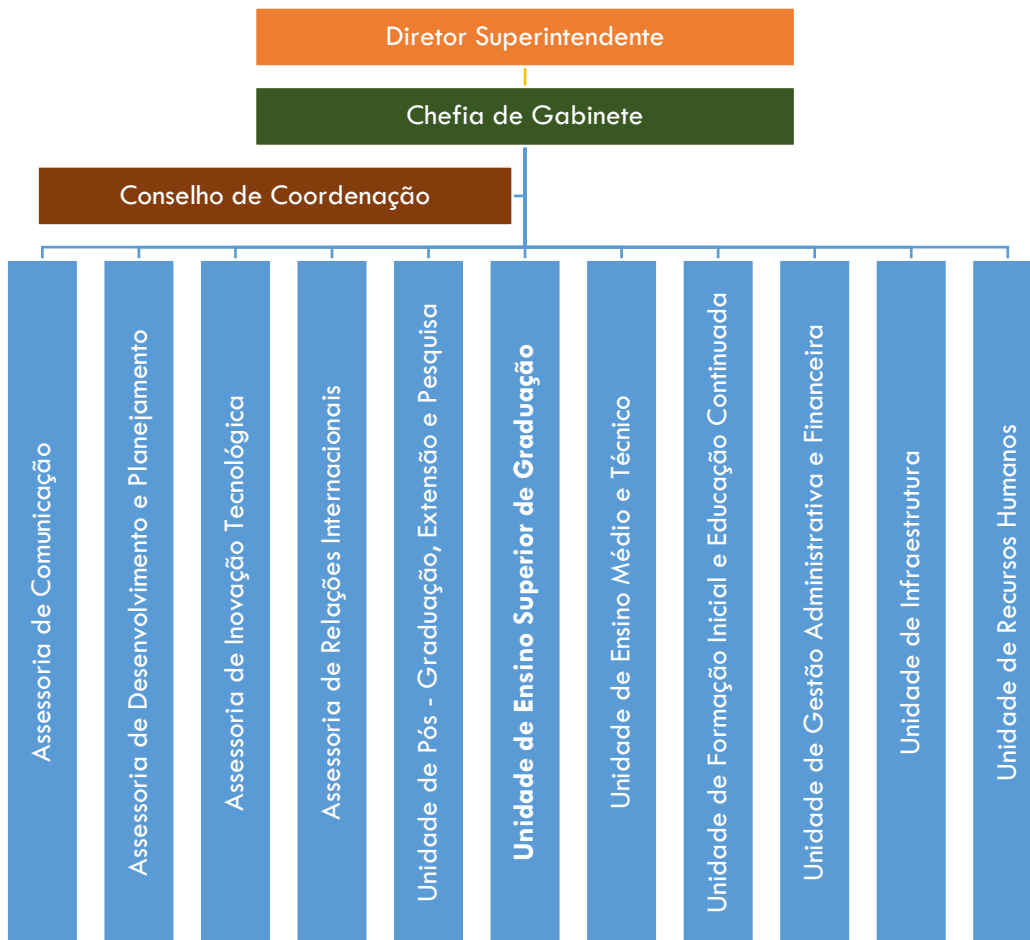 Diretor Superintendente
Chefia de Gabinete
Conselho de Coordenação
Assessoria de Comunicação
Assessoria de Desenvolvimento e Planejamento
Assessoria de Inovação Tecnológica
Assessoria de Relações Internacionais
Unidade de Pós - Graduação, Extensão e Pesquisa
Unidade de Ensino Superior de Graduação
Unidade de Ensino Médio e Técnico
Unidade de Formação Inicial e Educação Continuada
Unidade de Gestão Administrativa e Financeira
Unidade de Infraestrutura
Unidade de Recursos Humanos